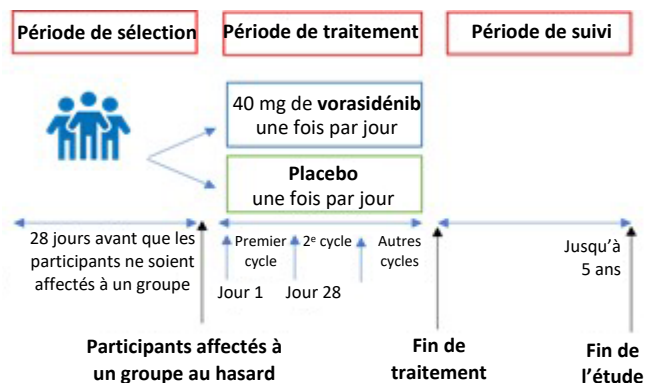 Période de sélection
Période de traitement
Période de suivi
40 mg de vorasidénib
une fois par jour
Placebo
une fois par jour
28 jours avant que les
participants ne soient
affectés à un groupe
Premier
cycle
2e cycle
Autres
cycles
Jour 1
Jour 28
Jusqu'à
5 ans
Participants affectés à
un groupe au hasard
Fin de
traitement
Fin de
l'étude